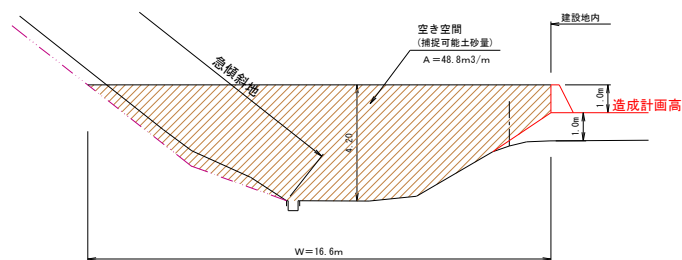 建設地内
空き空間
(捕捉可能土砂量)
A＝48.8m3/m
急傾斜地
1.0m
造成計画高
1.0m
4.20
W＝16.6m